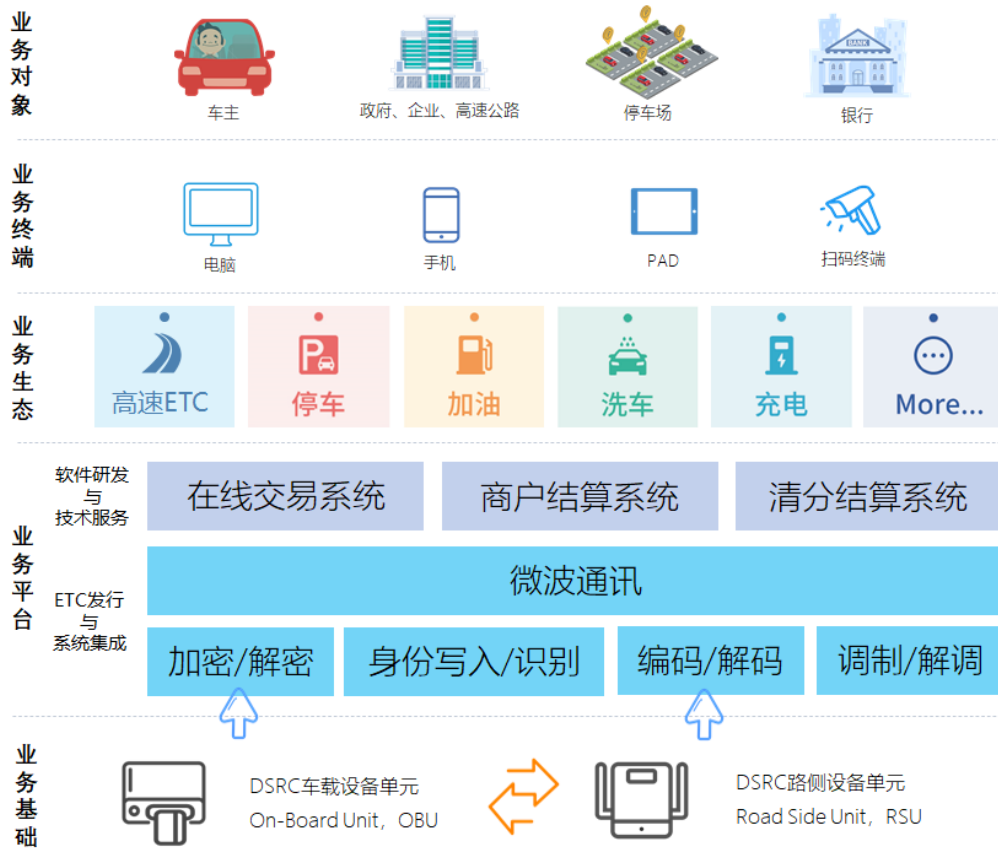 业务对象
BANK
车主
政府、企业、高速公路
停车场
银行
业务终端
电脑
手机
PAD
扫码终端
业务生态
P
高速ETC
停车
加油
洗车
充电
More...
业务平台
软件研发
与
技术服务
在线交易系统
商户结算系统
清分结算系统
ETC发行
与
系统集成
微波通讯
加密/解密
身份写入/识别
编码/解码
调制/解调
业务基础
DSRC车载设备单元
On-Board Unit，OBU
DSRC路侧设备单元
Road Side Unit，RSU